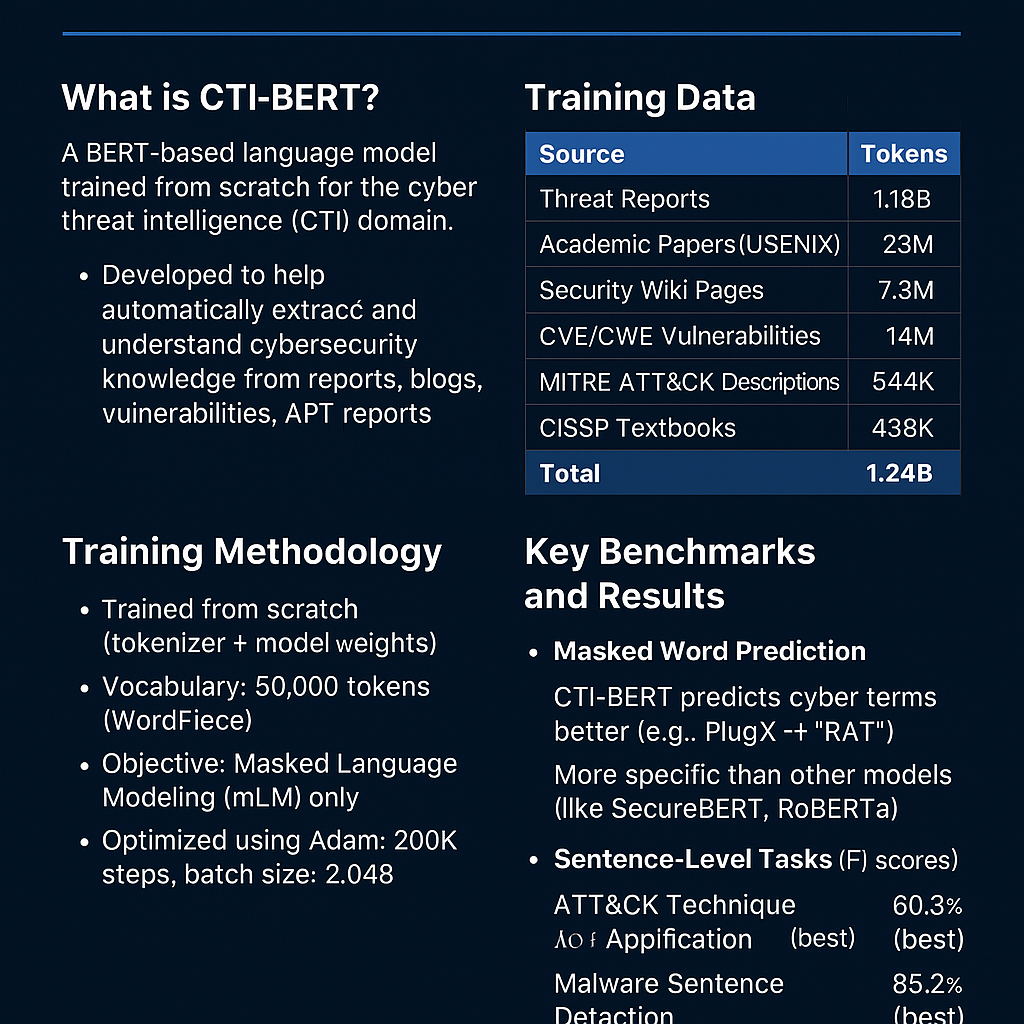 What is CTI-BERT?
A BERT-based language model
trained from scratch for the cyber
threat intelligence (CTI) domain.
• Developed to help
automatically extracć and
understand cybersecurity
knowledge from reports, blogs,
vuinerabilities, APT reports
Training Data
Source Tokens
Threat Reports 1.18B
Academic Papers(USENIX) 23M
Security Wiki Pages 7.3M
CVE/CWE Vulnerabilities 14M
MITRE ATT&CK Descriptions 544K
CISSP Textbooks 438K
Total 1.24B
Training Methodology
• Trained from scratch
(tokenizer + model weights)
• Vocabulary: 50,000 tokens
(WordFiece)
• Objective: Masked Language
Modeling (mLM) only
• Optimized using Adam: 200K
steps, batch size: 2.048
Key Benchmarks
and Results
• Masked Word Prediction
CTI-BERT predicts cyber terms
better (e.g.. PlugX -+ "RAT")
More specific than other models
(llke SecureBERT, RoBERTa)
• Sentence-Level Tasks (F) scores)
ATT&CK Technique 60.3%
Appification (best) (best)
Malware Sentence 85.2%
Detaction (best)